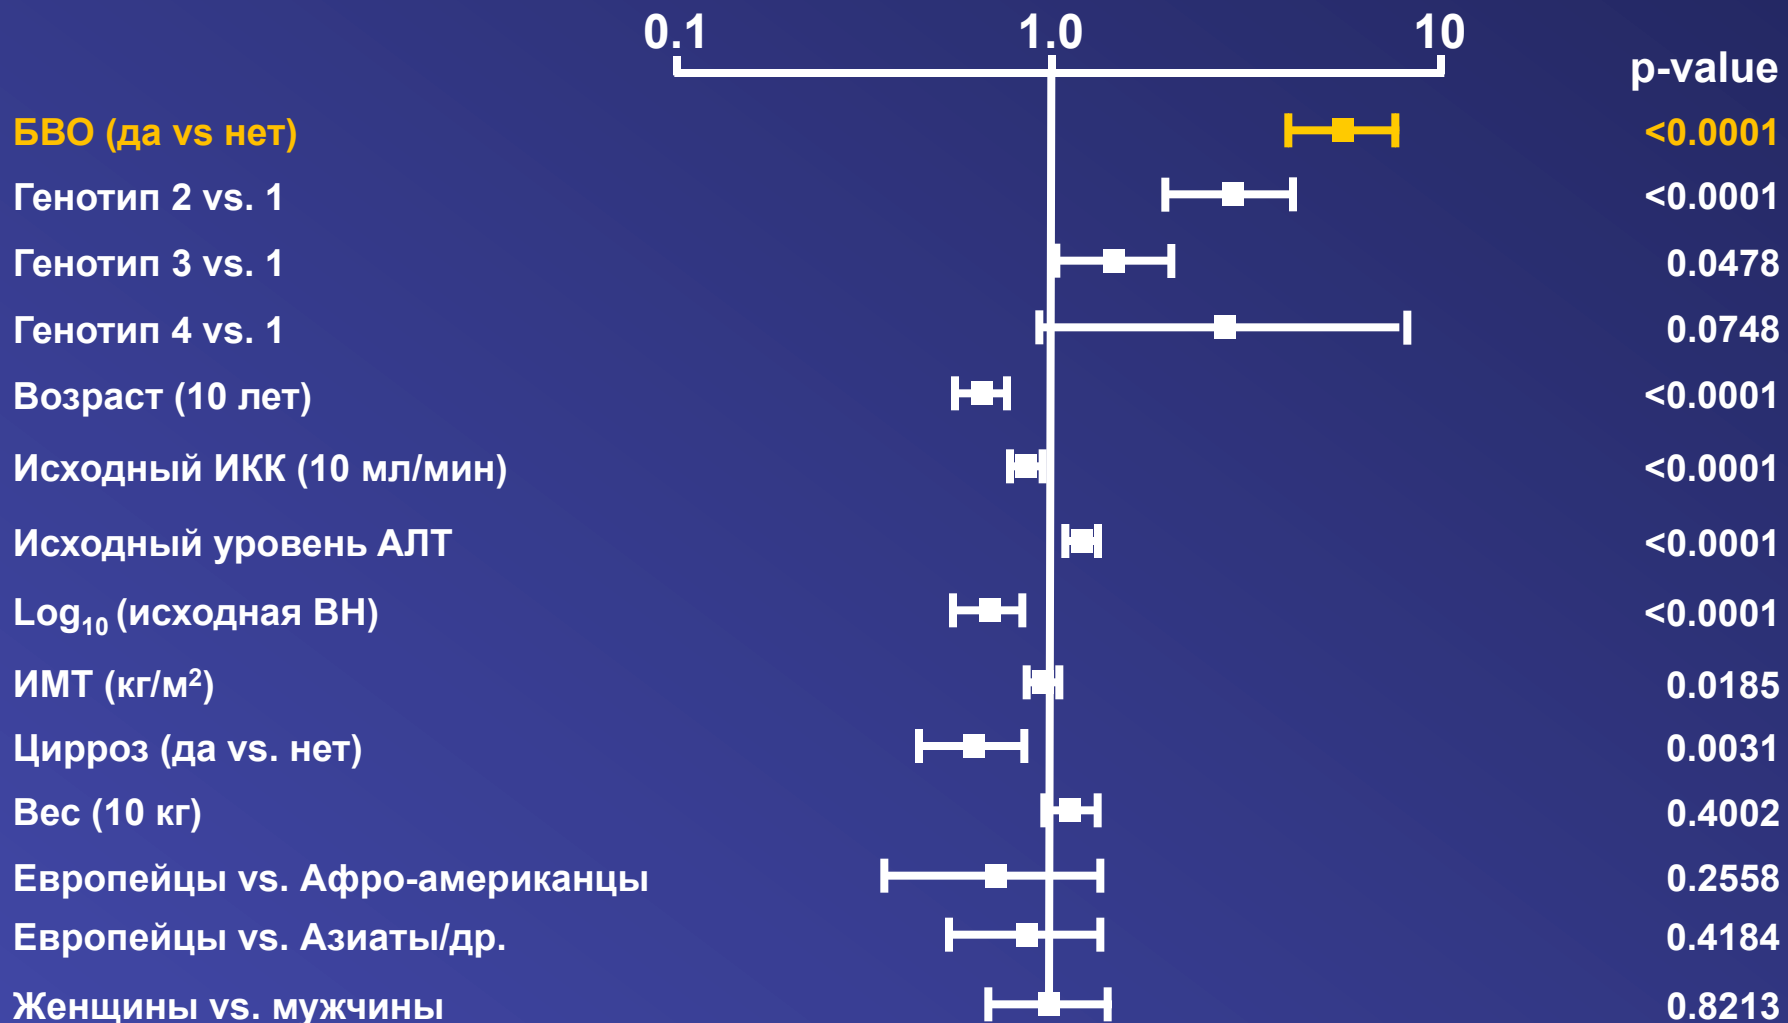 0.1 1.0 10
p-value
БВО (да vs нет) <0.0001
Генотип 2 vs. 1 <0.0001
Генотип 3 vs. 1 0.0478
Генотип 4 vs. 1 0.0748
Возраст (10 лет) <0.0001
Исходный ИКК (10 мл/мин) <0.0001
Исходный уровень АЛТ <0.0001
Log₁₀ (исходная ВН) <0.0001
ИМТ (кг/м²) 0.0185
Цирроз (да vs. нет) 0.0031
Вес (10 кг) 0.4002
Европейцы vs. Афро-американцы 0.2558
Европейцы vs. Азиаты/др. 0.4184
Женщины vs. мужчины 0.8213